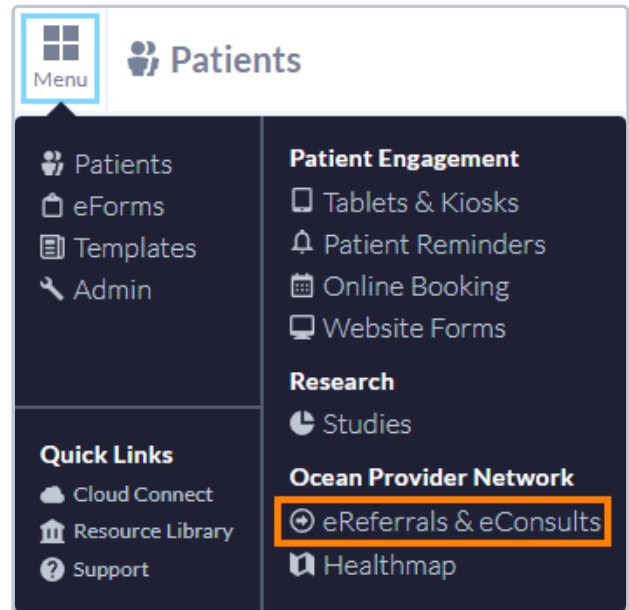 Menu
Patients
Patients
eForms
Templates
Admin
Quick Links
Cloud Connect
Resource Library
Support
Patient Engagement
Tablets & Kiosks
Patient Reminders
Online Booking
Website Forms
Research
Studies
Ocean Provider Network
eReferrals & eConsults
Healthmap